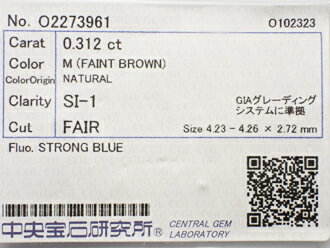 No. O2273961 O102323
Carat 0.312 ct
Color M (FAINT BROWN)
ColorOrigin NATURAL
Clarity SI-1 GIAグレーディング
システムに準拠
Cut FAIR Size 4.23 - 4.26 × 2.72 mm
Fluo. STRONG BLUE
中央宝石研究所 CENTRAL GEM
LABORATORY